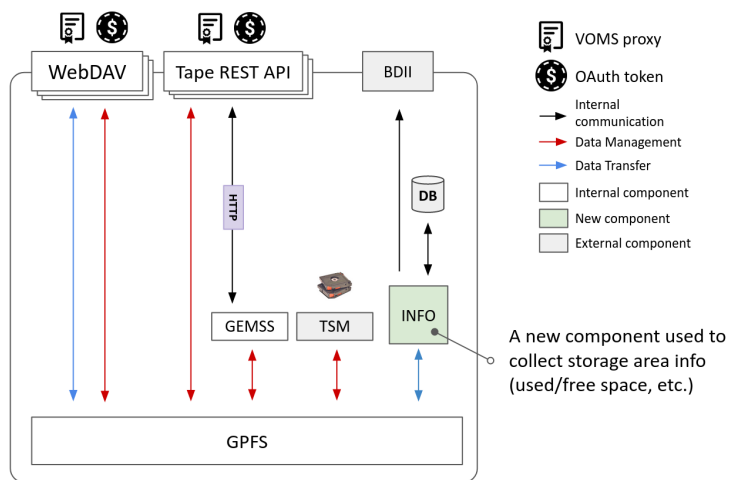 WebDAV
Tape REST API
BDII
VOMS proxy
OAuth token
Internal
communication
Data Management
Data Transfer
Internal component
New component
External component
DB
HTTP
GEMSS
TSM
INFO
A new component used to
collect storage area info
(used/free space, etc.)
GPFS